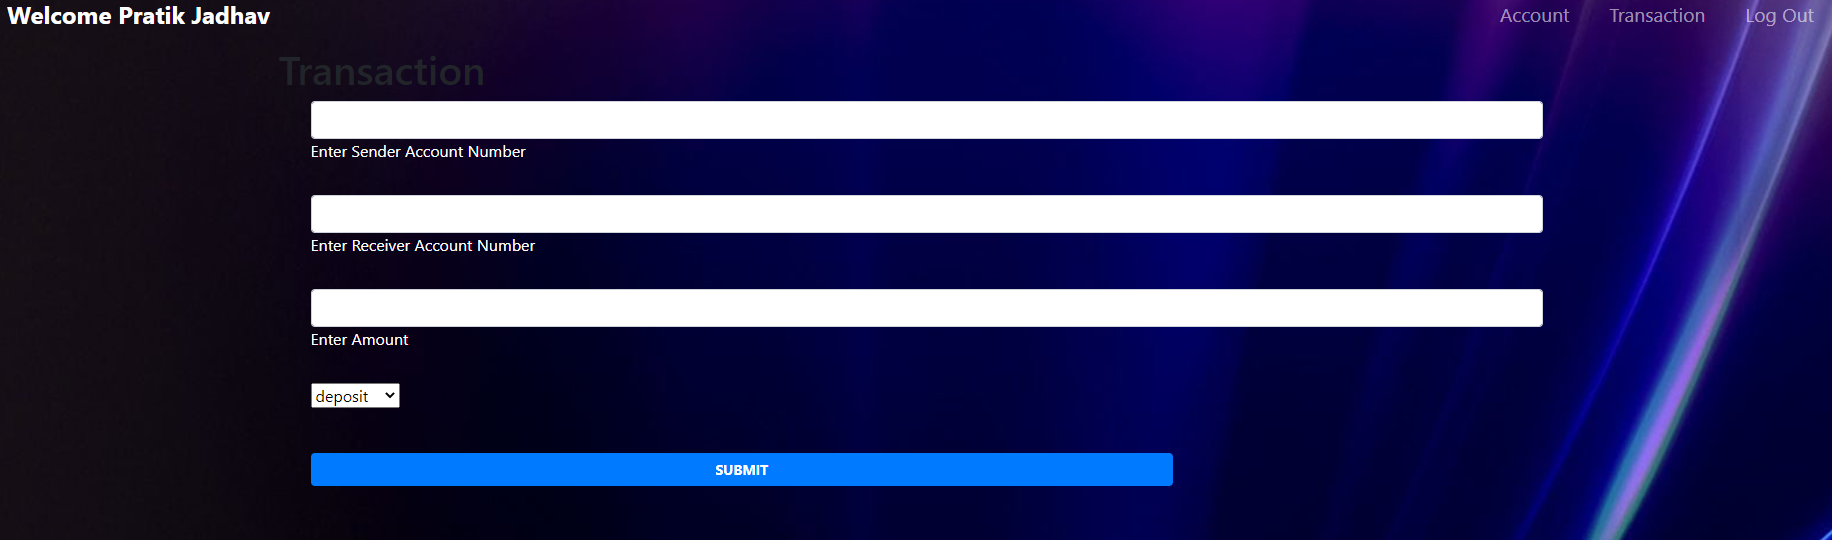 Welcome Pratik Jadhav
Account Transaction Log Out
Transaction
Enter Sender Account Number
Enter Receiver Account Number
Enter Amount
deposit
SUBMIT